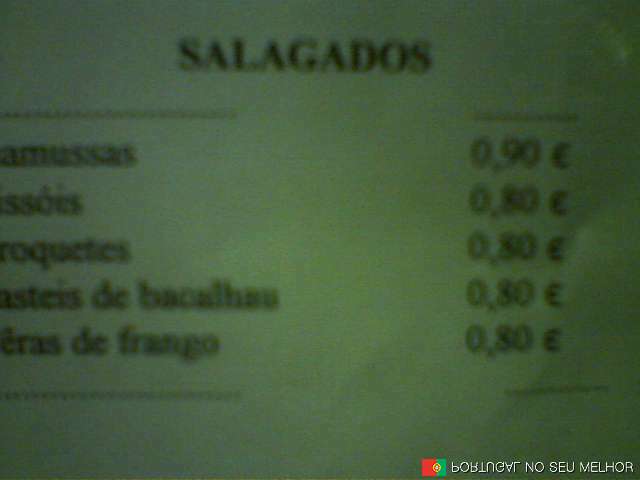 SALAGADOS
amussas 0,90 €
issóis 0,80 €
roquetes 0,80 €
asteis de bacalhau 0,80 €
êras de frango 0,80 €
PORTUGAL NO SEU MELHOR